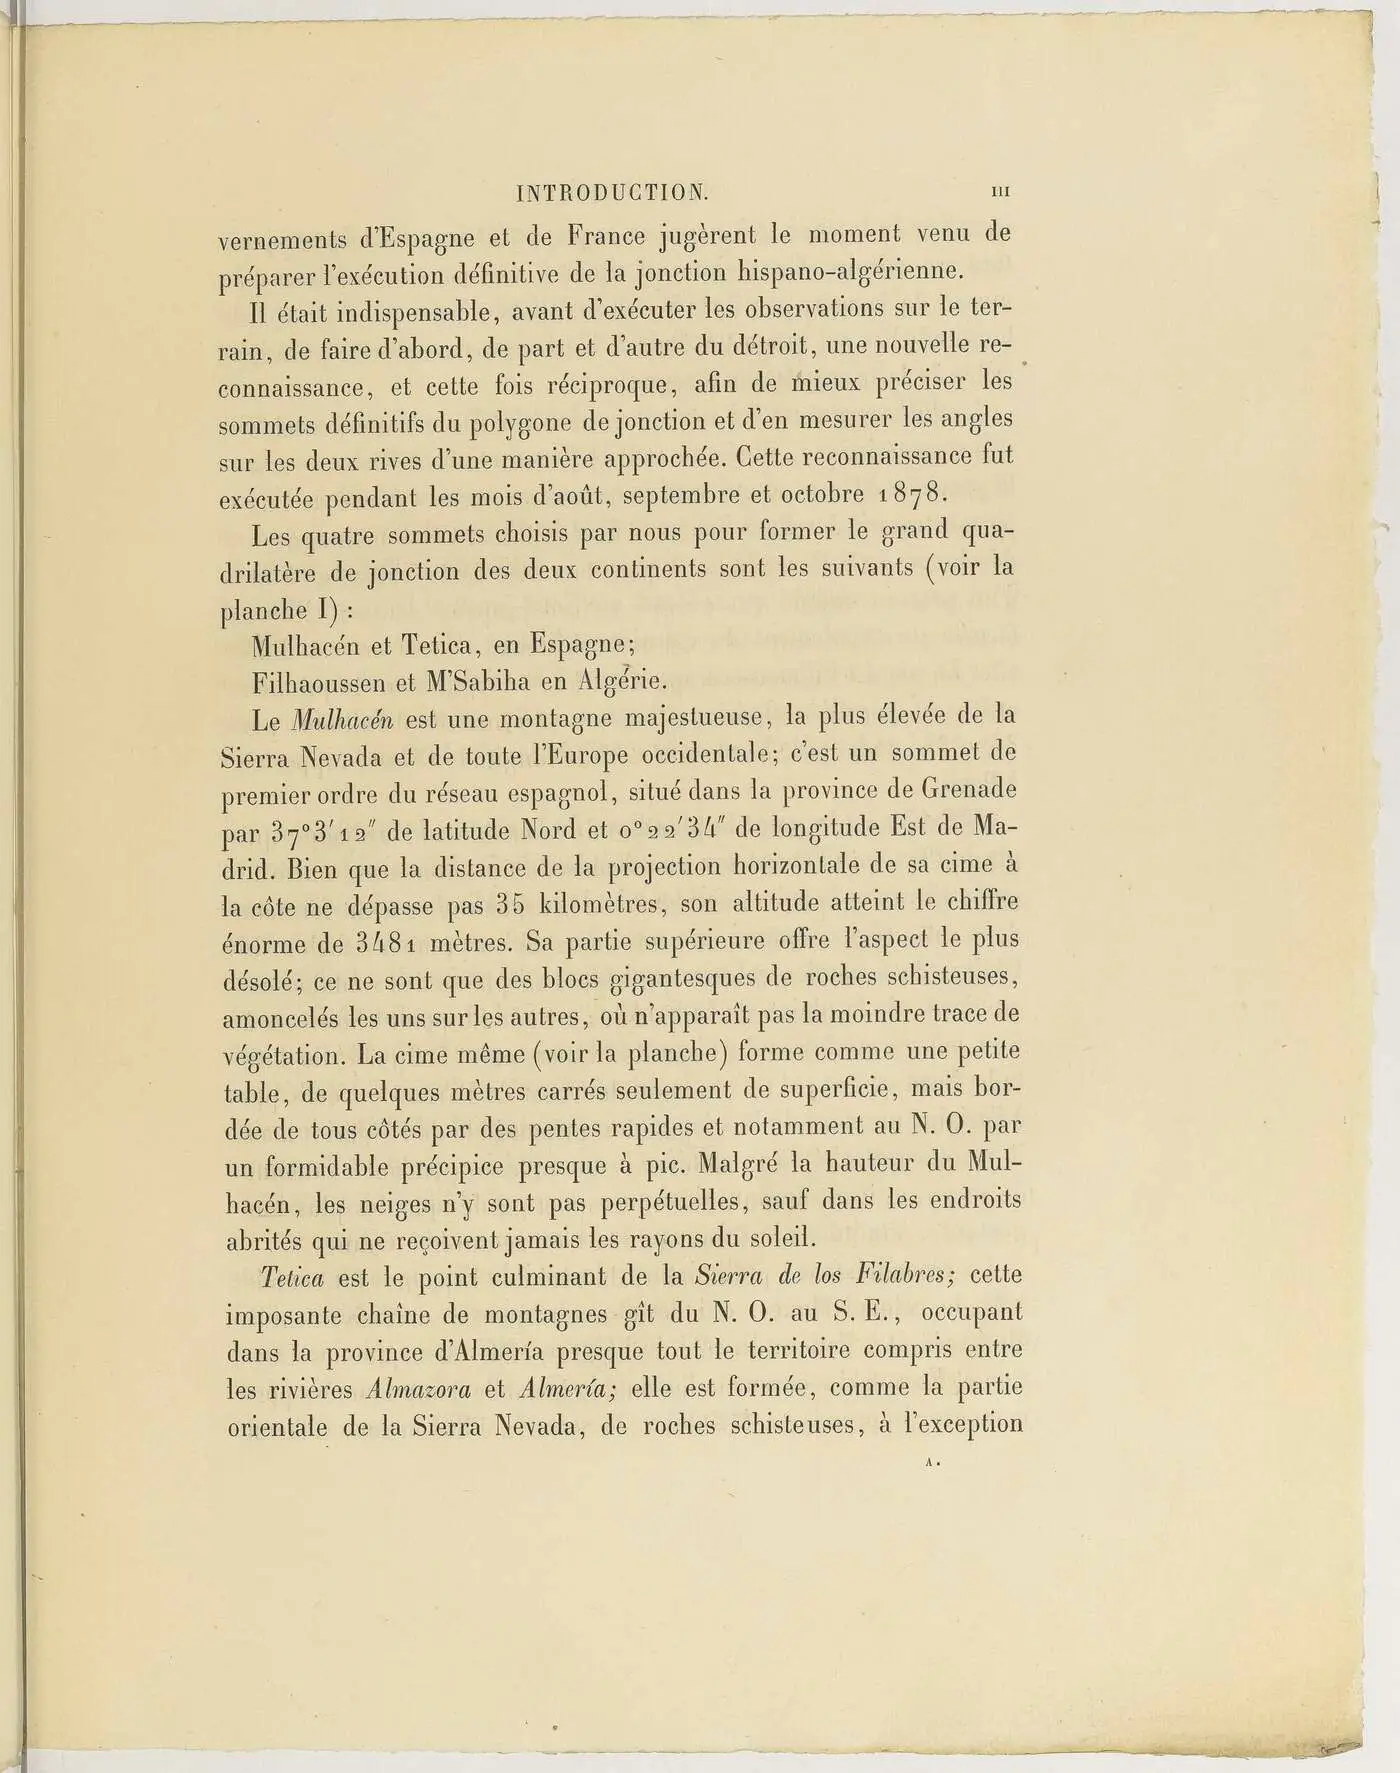 INTRODUCTION. III
vernements d'Espagne et de France jugèrent le moment venu de
préparer l'exécution définitive de la jonction hispano-algérienne.
Il était indispensable, avant d'exécuter les observations sur le ter-
rain, de faire d'abord, de part et d'autre du détroit, une nouvelle re-
connaissance, et cette fois réciproque, afin de mieux préciser les
sommets définitifs du polygone de jonction et d'en mesurer les angles
sur les deux rives d'une manière approchée. Cette reconnaissance fut
exécutée pendant les mois d'août, septembre et octobre 1878.
Les quatre sommets choisis par nous pour former le grand qua-
drilatère de jonction des deux continents sont les suivants (voir la
planche I) :
Mulhacén et Tetica, en Espagne;
Filhaoussen et M'Sabiha en Algérie.
Le Mulhacén est une montagne majestueuse, la plus élevée de la
Sierra Nevada et de toute l'Europe occidentale; c'est un sommet de
premier ordre du réseau espagnol, situé dans la province de Grenade
par 37°3′12″ de latitude Nord et 0°22′34″ de longitude Est de Ma-
drid. Bien que la distance de la projection horizontale de sa cime à
la côte ne dépasse pas 35 kilomètres, son altitude atteint le chiffre
énorme de 3481 mètres. Sa partie supérieure offre l'aspect le plus
désolé; ce ne sont que des blocs gigantesques de roches schisteuses,
amoncelés les uns sur les autres, où n'apparaît pas la moindre trace de
végétation. La cime même (voir la planche) forme comme une petite
table, de quelques mètres carrés seulement de superficie, mais bor-
dée de tous côtés par des pentes rapides et notamment au N. O. par
un formidable précipice presque à pic. Malgré la hauteur du Mul-
hacén, les neiges n'y sont pas perpétuelles, sauf dans les endroits
abrités qui ne reçoivent jamais les rayons du soleil.
Tetica est le point culminant de la Sierra de los Filabres; cette
imposante chaîne de montagnes gît du N. O. au S. E., occupant
dans la province d'Almería presque tout le territoire compris entre
les rivières Almazora et Almería; elle est formée, comme la partie
orientale de la Sierra Nevada, de roches schisteuses, à l'exception
A.